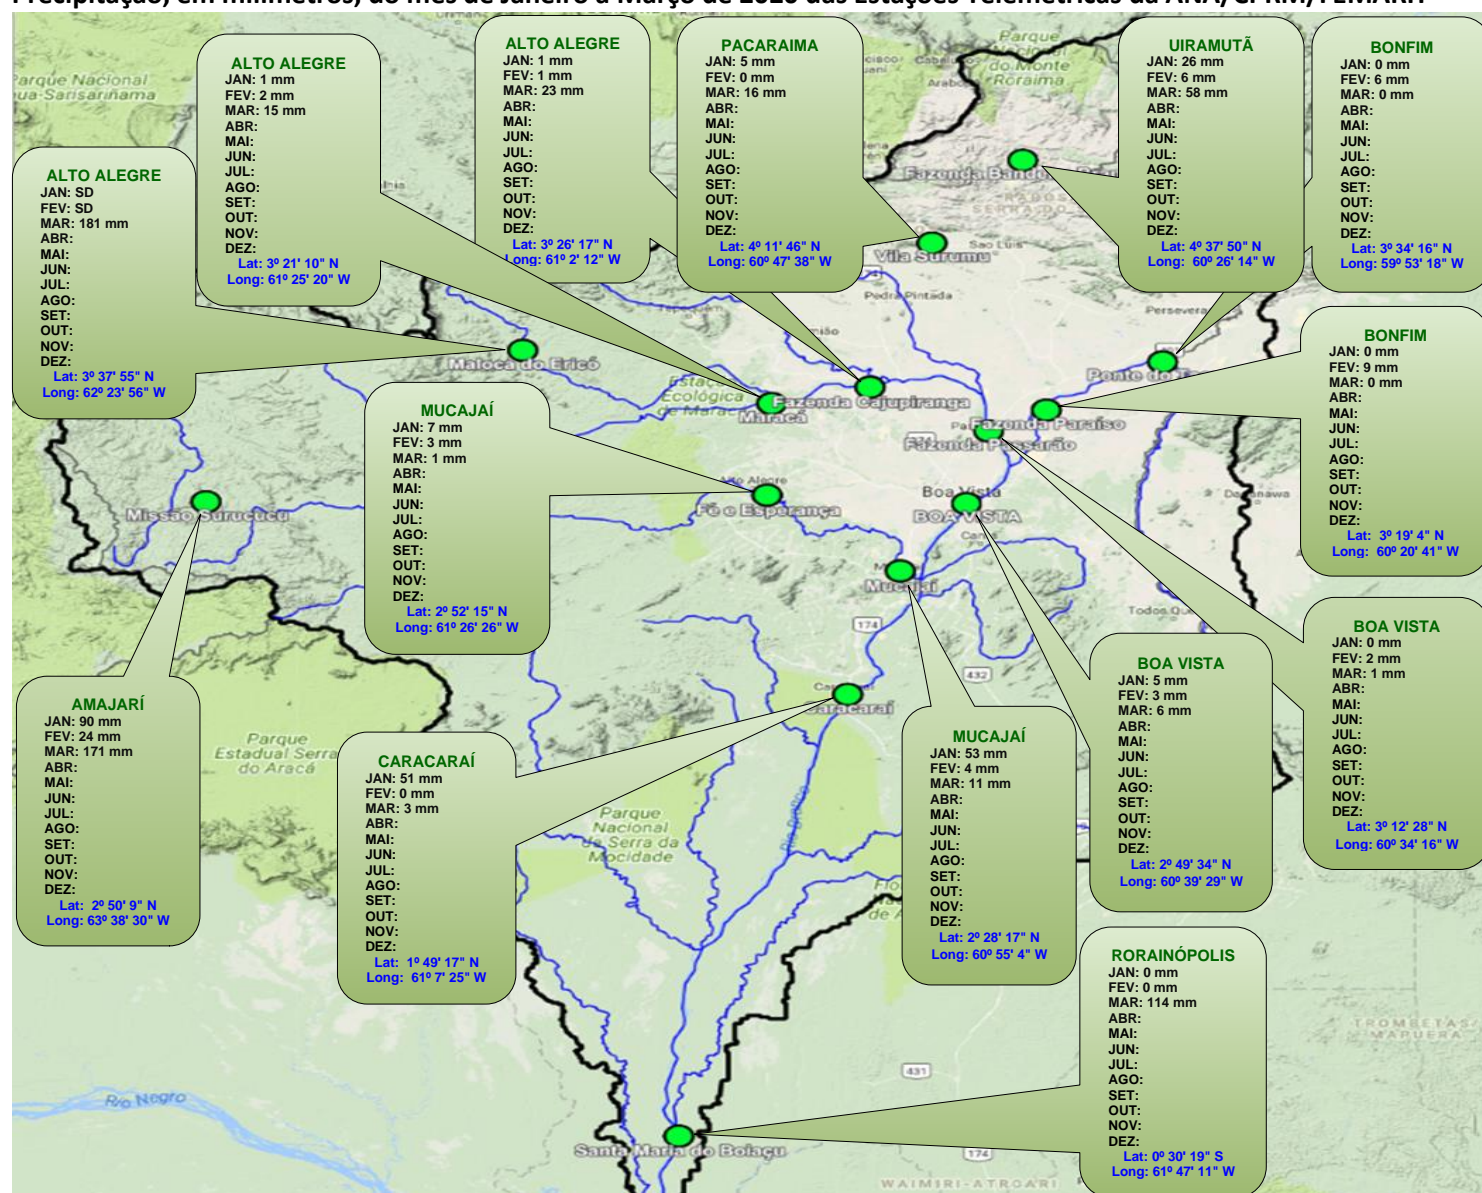 ALTO ALEGRE
JAN: 1 mm
FEV: 2 mm
MAR: 15 mm
ABR:
MAI:
JUN:
JUL:
AGO:
SET:
OUT:
NOV:
DEZ:
Lat: 3º 21' 10" N
Long: 61º 25' 20" W
ALTO ALEGRE
JAN: 1 mm
FEV: 1 mm
MAR: 23 mm
ABR:
MAI:
JUN:
JUL:
AGO:
SET:
OUT:
NOV:
DEZ:
Lat: 3º 26' 17" N
Long: 61º 2' 12" W
PACARAIMA
JAN: 5 mm
FEV: 0 mm
MAR: 16 mm
ABR:
MAI:
JUN:
JUL:
AGO:
SET:
OUT:
NOV:
DEZ:
Lat: 4º 11' 46" N
Long: 60º 47' 38" W
UIRAMUTÃ
JAN: 26 mm
FEV: 6 mm
MAR: 58 mm
ABR:
MAI:
JUN:
JUL:
AGO:
SET:
OUT:
NOV:
DEZ:
Lat: 4º 37' 50" N
Long: 60º 26' 14" W
BONFIM
JAN: 0 mm
FEV: 6 mm
MAR: 0 mm
ABR:
MAI:
JUN:
JUL:
AGO:
SET:
OUT:
NOV:
DEZ:
Lat: 3º 34' 16" N
Long: 59º 53' 18" W
ALTO ALEGRE
JAN: SD
FEV: SD
MAR: 181 mm
ABR:
MAI:
JUN:
JUL:
AGO:
SET:
OUT:
NOV:
DEZ:
Lat: 3º 37' 55" N
Long: 62º 23' 56" W
BONFIM
JAN: 0 mm
FEV: 9 mm
MAR: 0 mm
ABR:
MAI:
JUN:
JUL:
AGO:
SET:
OUT:
NOV:
DEZ:
Lat: 3º 19' 4" N
Long: 60º 20' 41" W
MUCAJAÍ
JAN: 7 mm
FEV: 3 mm
MAR: 1 mm
ABR:
MAI:
JUN:
JUL:
AGO:
SET:
OUT:
NOV:
DEZ:
Lat: 2º 52' 15" N
Long: 61º 26' 26" W
BOA VISTA
JAN: 0 mm
FEV: 2 mm
MAR: 1 mm
ABR:
MAI:
JUN:
JUL:
AGO:
SET:
OUT:
NOV:
DEZ:
Lat: 3º 12' 28" N
Long: 60º 34' 16" W
BOA VISTA
JAN: 5 mm
FEV: 3 mm
MAR: 6 mm
ABR:
MAI:
JUN:
JUL:
AGO:
SET:
OUT:
NOV:
DEZ:
Lat: 2º 49' 34" N
Long: 60º 39' 29" W
AMAJARÍ
JAN: 90 mm
FEV: 24 mm
MAR: 171 mm
ABR:
MAI:
JUN:
JUL:
AGO:
SET:
OUT:
NOV:
DEZ:
Lat: 2º 50' 9" N
Long: 63º 38' 30" W
CARACARAÍ
JAN: 51 mm
FEV: 0 mm
MAR: 3 mm
ABR:
MAI:
JUN:
JUL:
AGO:
SET:
OUT:
NOV:
DEZ:
Lat: 1º 49' 17" N
Long: 61º 7' 25" W
MUCAJAÍ
JAN: 53 mm
FEV: 4 mm
MAR: 11 mm
ABR:
MAI:
JUN:
JUL:
AGO:
SET:
OUT:
NOV:
DEZ:
Lat: 2º 28' 17" N
Long: 60º 55' 4" W
RORAINÓPOLIS
JAN: 0 mm
FEV: 0 mm
MAR: 114 mm
ABR:
MAI:
JUN:
JUL:
AGO:
SET:
OUT:
NOV:
DEZ:
Lat: 0º 30' 19" S
Long: 61º 47' 11" W
Parque Nacional
Parque
do Monte
Roraima
Vila Surumu
Sao Luis
Pedra Pintada
Maloca do Ericó
Ecológica
Maracá
Fazenda Cajupiranga
Fazenda Paraíso
Fazenda Passarão
Missão Surucucu
Fé e Esperança
Boa Vista
BOA VISTA
Mucajaí
174
432
Caracaraí
Parque
Estadual Serra
do Aracá
Parque
Nacional
da Serra da
Mocidade
Rio Branco
Rio Negro
431
174
Santa Maria do Boiaçu
TROMBETAS
MAPUERA
WAIMIRI-ATROARI